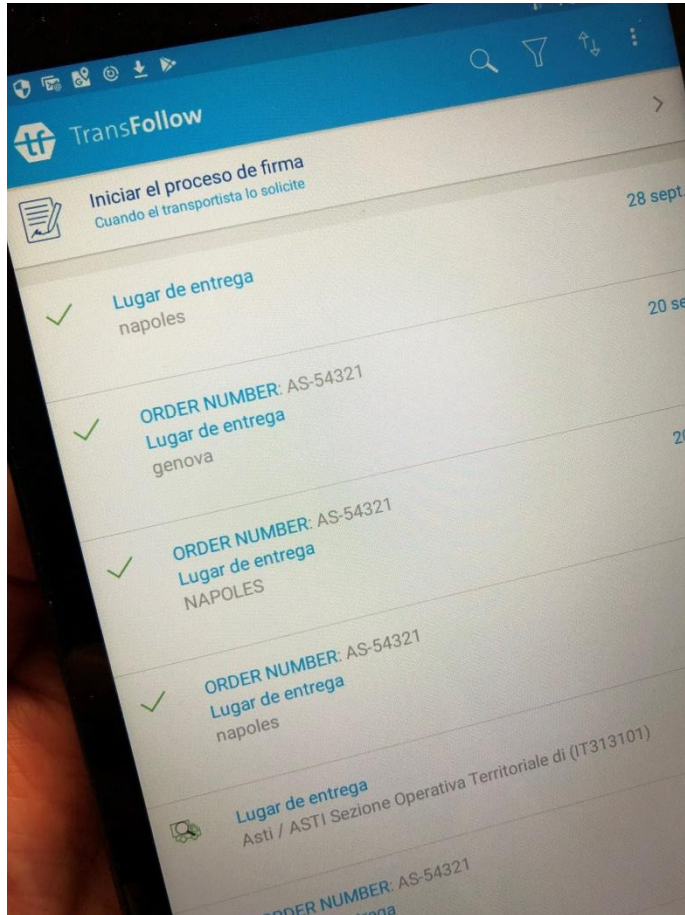 TransFollow
Iniciar el proceso de firma
Cuando el transportista lo solicite
28 sept.
Lugar de entrega
napoles
20
ORDER NUMBER: AS-54321
Lugar de entrega
genova
ORDER NUMBER: AS-54321
Lugar de entrega
NAPOLES
ORDER NUMBER: AS-54321
Lugar de entrega
napoles
Lugar de entrega
Asti / ASTI Sezione Operativa Territoriale di (IT313101)
ORDER NUMBER: AS-54321